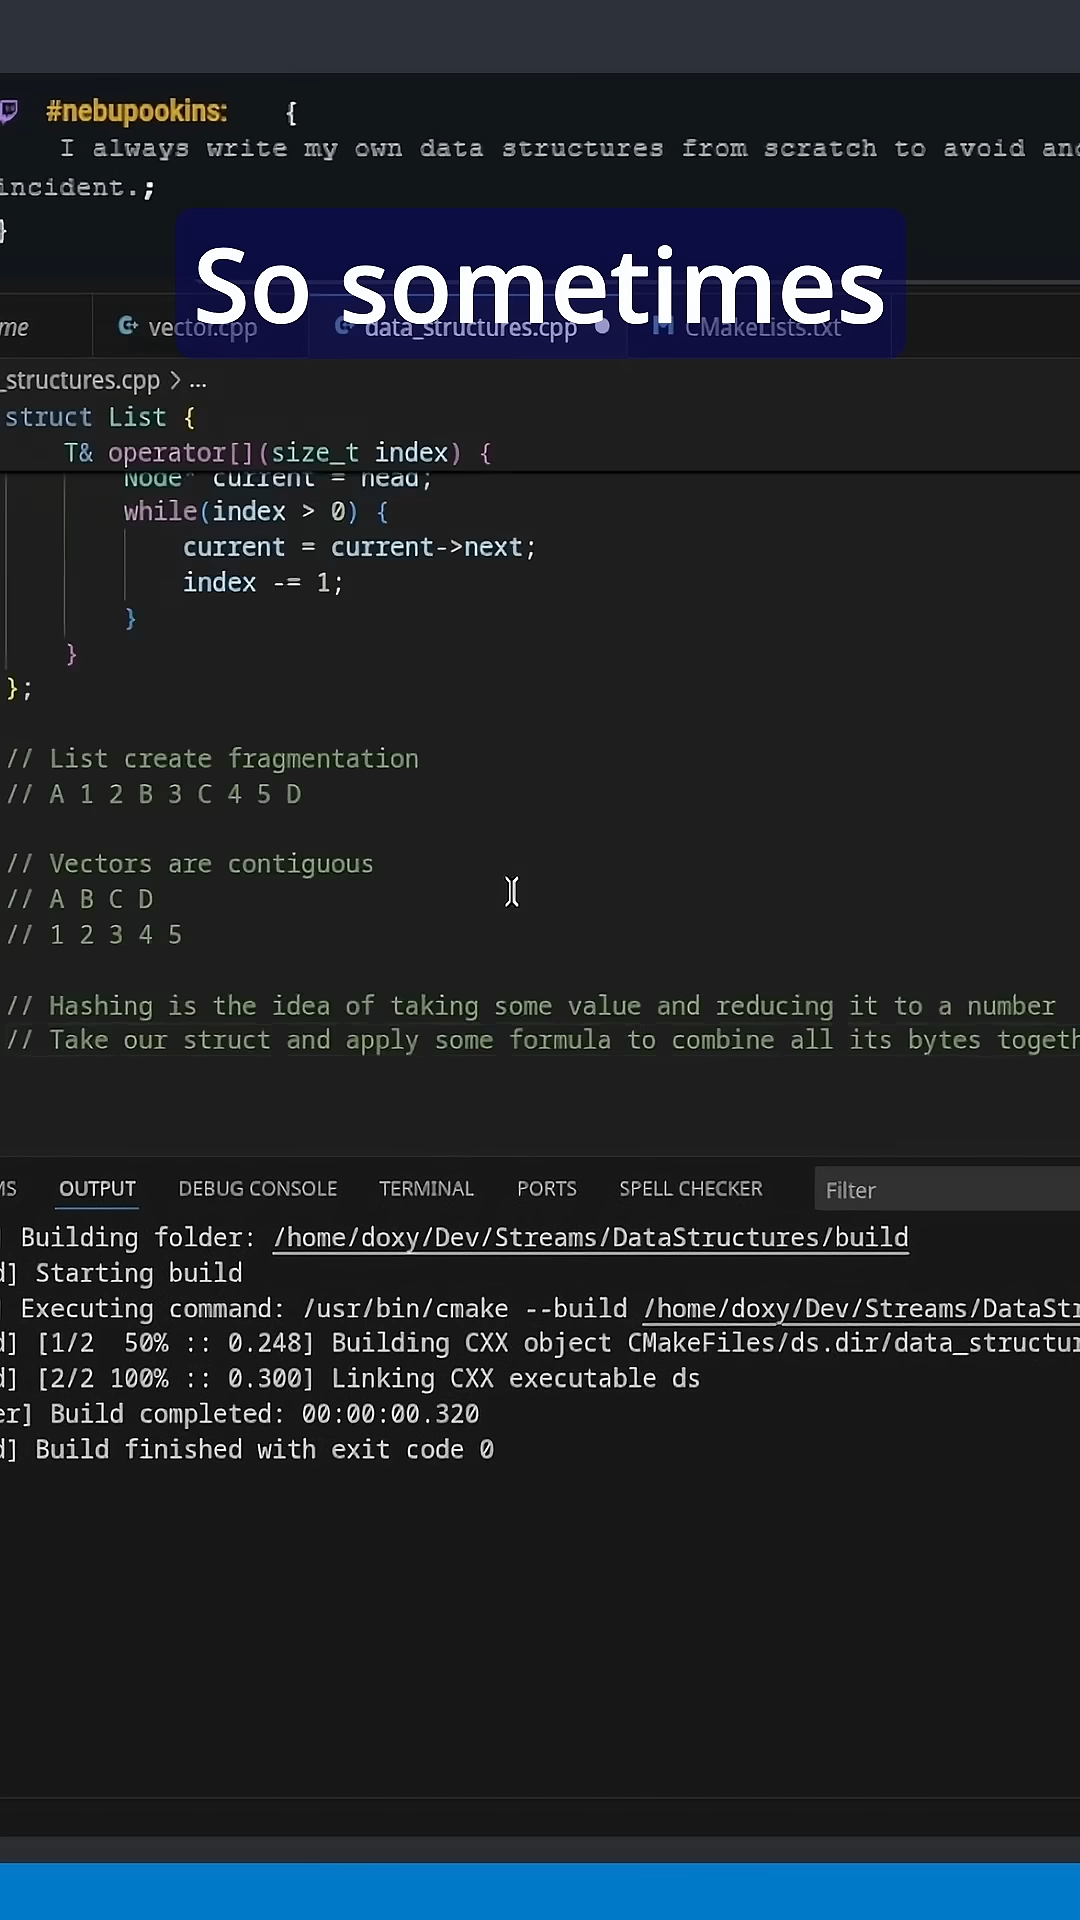 #nebupookins: {
I always write my own data structures from scratch to avoid
incident.;
}
So sometimes
vector.cpp data_structures.cpp CMakeLists.txt
_structures.cpp > ...
struct List {
T& operator[](size_t index) {
Node* current = head;
while(index > 0) {
current = current->next;
index -= 1;
}
}
};
// List create fragmentation
// A 1 2 B 3 C 4 5 D
// Vectors are contiguous
// A B C D
// 1 2 3 4 5
// Hashing is the idea of taking some value and reducing it to a number
// Take our struct and apply some formula to combine all its bytes togeth
MS OUTPUT DEBUG CONSOLE TERMINAL PORTS SPELL CHECKER Filter
Building folder: /home/doxy/Dev/Streams/DataStructures/build
d] Starting build
Executing command: /usr/bin/cmake --build /home/doxy/Dev/Streams/DataStr
d] [1/2 50% :: 0.248] Building CXX object CMakeFiles/ds.dir/data_structur
d] [2/2 100% :: 0.300] Linking CXX executable ds
er] Build completed: 00:00:00.320
d] Build finished with exit code 0